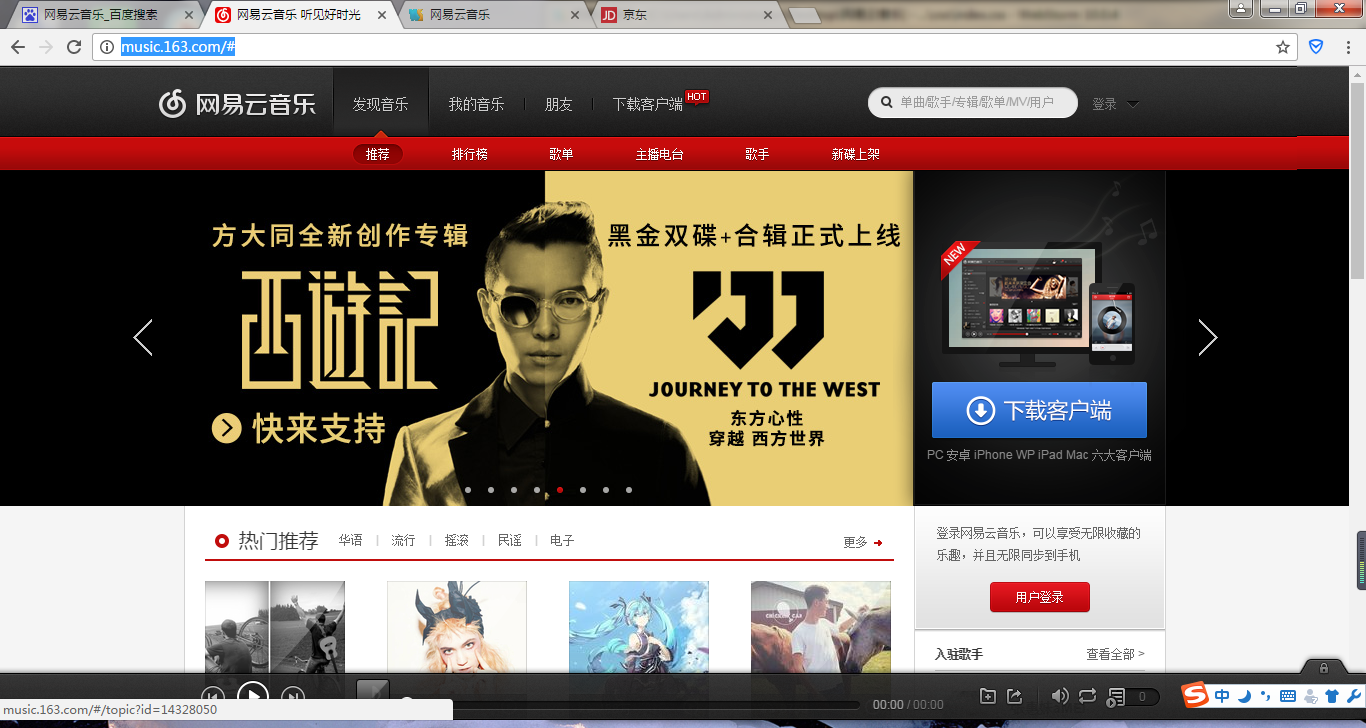 网易云音乐_百度搜索
网易云音乐 听见好时光
网易云音乐
JD 京东
music.163.com/#
网易云音乐
发现音乐
我的音乐
朋友
下载客户端
HOT
单曲/歌手/专辑/歌单/MV/用户
登录
推荐
排行榜
歌单
主播电台
歌手
新碟上架
方大同全新创作专辑
西遊記
快来支持
黑金双碟+合辑正式上线
JOURNEY TO THE WEST
东方心性
穿越 西方世界
NEW
下载客户端
PC 安卓 iPhone WP iPad Mac 六大客户端
热门推荐
华语 | 流行 | 摇滚 | 民谣 | 电子
更多
登录网易云音乐，可以享受无限收藏的
乐趣，并且无限同步到手机
用户登录
入驻歌手
查看全部 >
00:00 / 00:00
0
music.163.com/#/topic?id=14328050
中